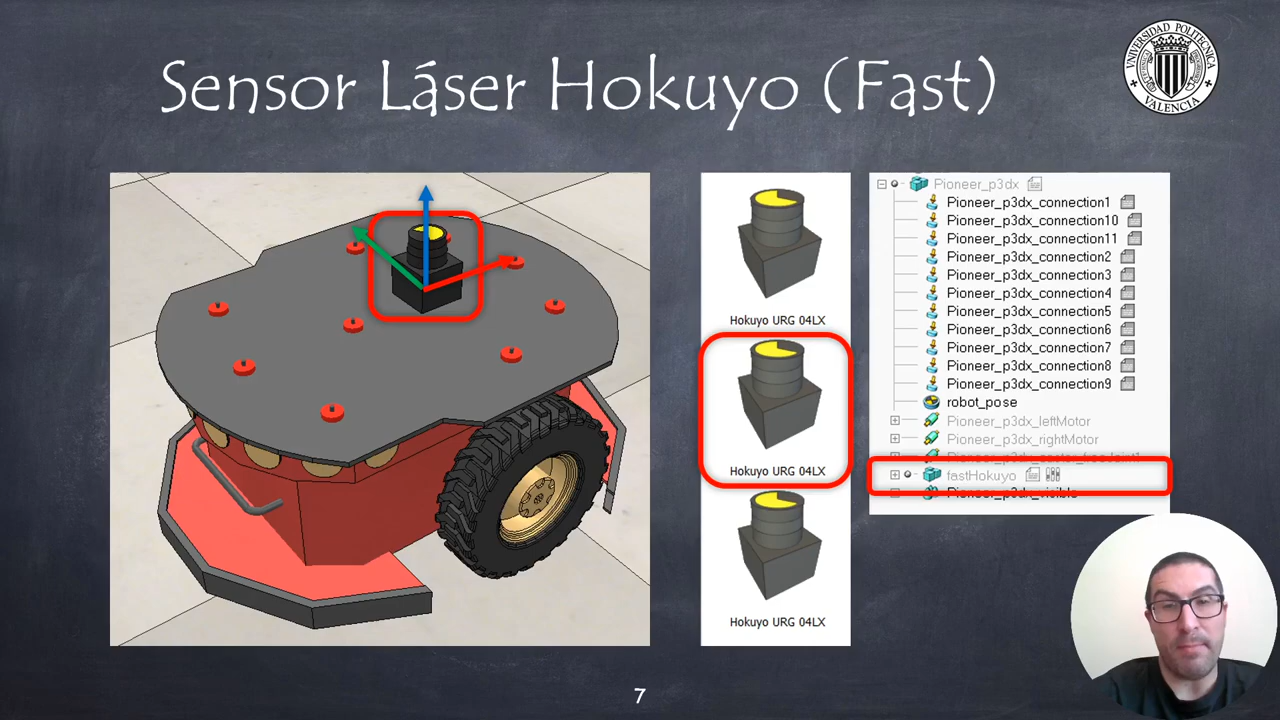 Sensor Láser Hokuyo (Fast)
UNIVERSIDAD POLITECNICA
VALENCIA
Hokuyo URG 04LX
Hokuyo URG 04LX
Hokuyo URG 04LX
Pioneer_p3dx
Pioneer_p3dx_connection1
Pioneer_p3dx_connection10
Pioneer_p3dx_connection11
Pioneer_p3dx_connection2
Pioneer_p3dx_connection3
Pioneer_p3dx_connection4
Pioneer_p3dx_connection5
Pioneer_p3dx_connection6
Pioneer_p3dx_connection7
Pioneer_p3dx_connection8
Pioneer_p3dx_connection9
robot_pose
Pioneer_p3dx_leftMotor
Pioneer_p3dx_rightMotor
fastHokuyo
Pioneer_p3dx_visible
7